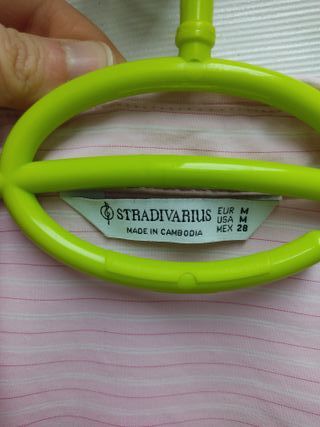 STRADIVARIUS
MADE IN CAMBODIA
EUR M
USA M
MEX 28